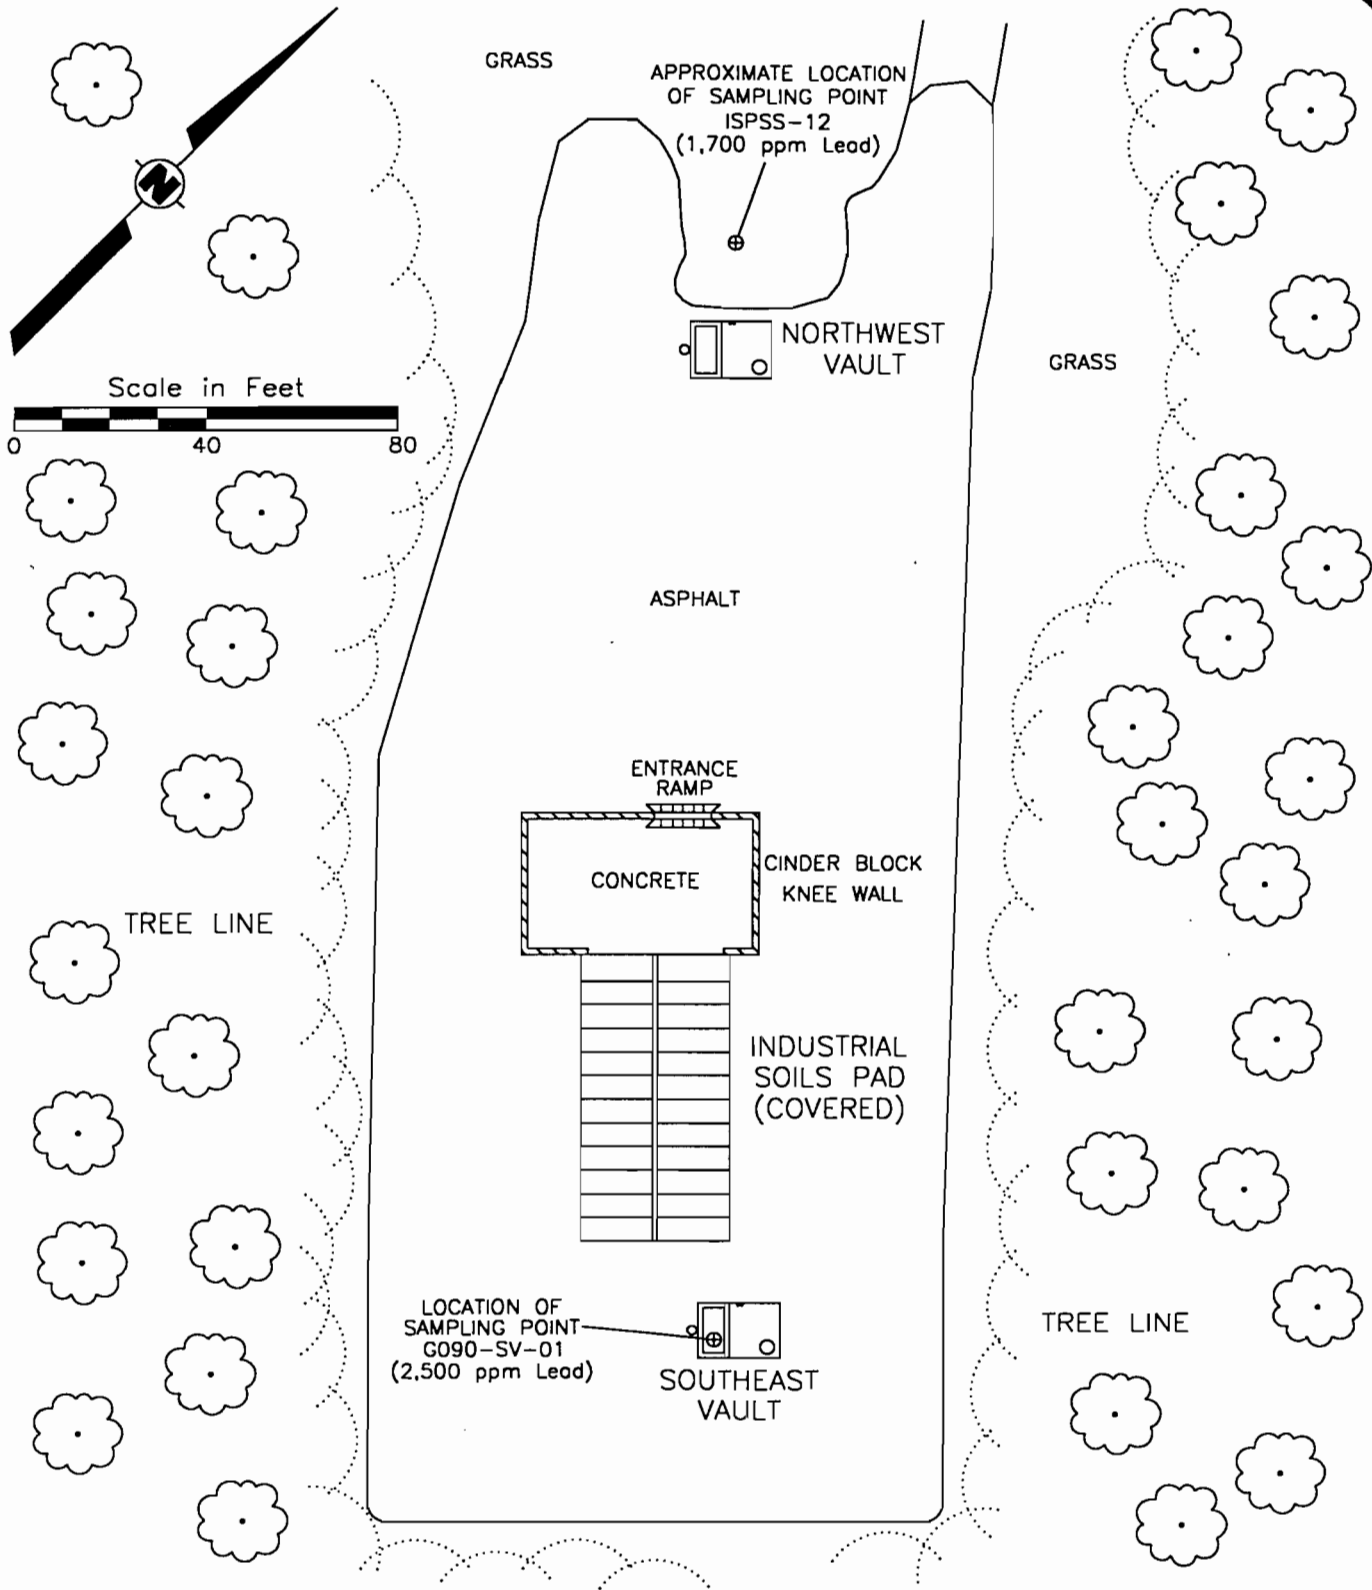 GRASS
APPROXIMATE LOCATION
OF SAMPLING POINT
ISPSS-12
(1,700 ppm Lead)
N
NORTHWEST
VAULT
GRASS
Scale in Feet
0 40 80
ASPHALT
ENTRANCE
RAMP
CONCRETE
CINDER BLOCK
KNEE WALL
TREE LINE
INDUSTRIAL
SOILS PAD
(COVERED)
LOCATION OF
SAMPLING POINT
G090-SV-01
(2,500 ppm Lead)
TREE LINE
SOUTHEAST
VAULT